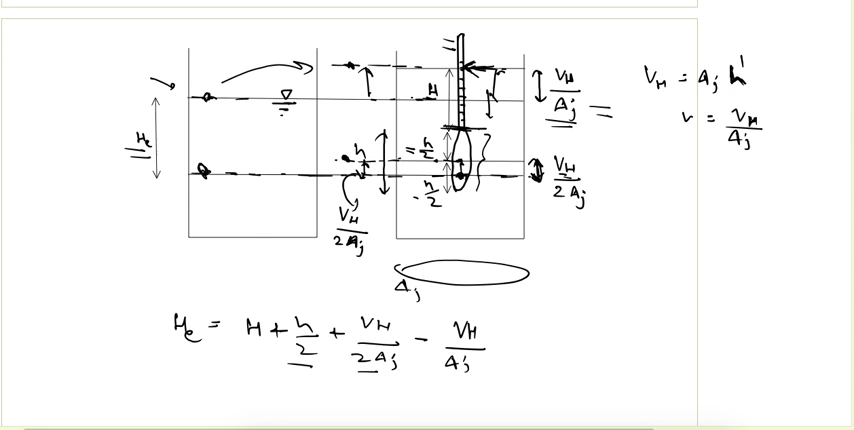 H
V_H / A_j =
V_H = A_j h'
h = V_H / A_j
H_e
h
= h/2
h/2
V_H / 2A_j
V_H / 2A_j
A_j
H_e = H + h/2 + V_H / 2A_j - V_H / A_j